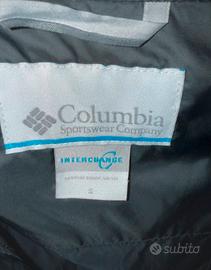 Columbia
Sportswear Company
INTERCHANGE
S
subito